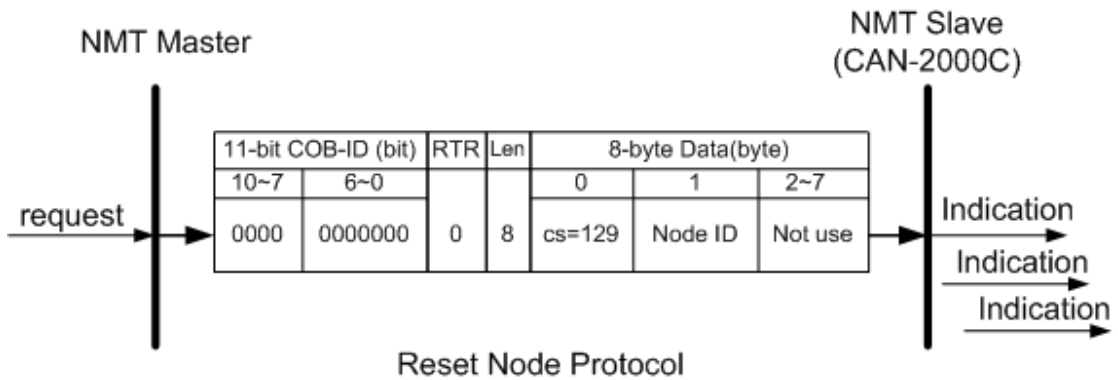 NMT Master
NMT Slave
(CAN-2000C)
11-bit COB-ID (bit) RTR Len 8-byte Data(byte)
10~7 6~0 0 1 2~7
request 0000 0000000 0 8 cs=129 Node ID Not use Indication
Indication
Indication
Reset Node Protocol